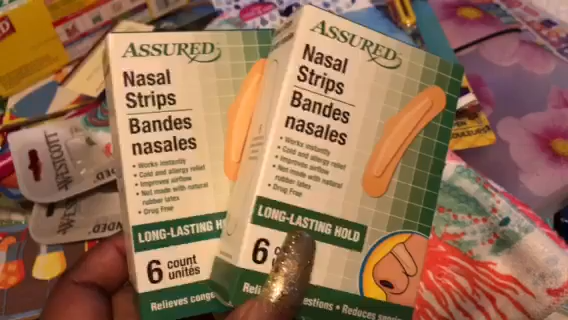 ASSURED
Nasal
Strips
Bandes
nasales
• Works instantly
• Cold and allergy relief
• Improves airflow
• Not made with natural
rubber latex
• Drug Free
LONG-LASTING H
6 count
unités
Relieves conge
ASSURED
Nasal
Strips
Bandes
nasales
• Works instantly
• Cold and allergy relief
• Improves airflow
• Not made with natural
rubber latex
• Drug Free
LONG-LASTING HOLD
6
estions • Reduces
WESTCOTT